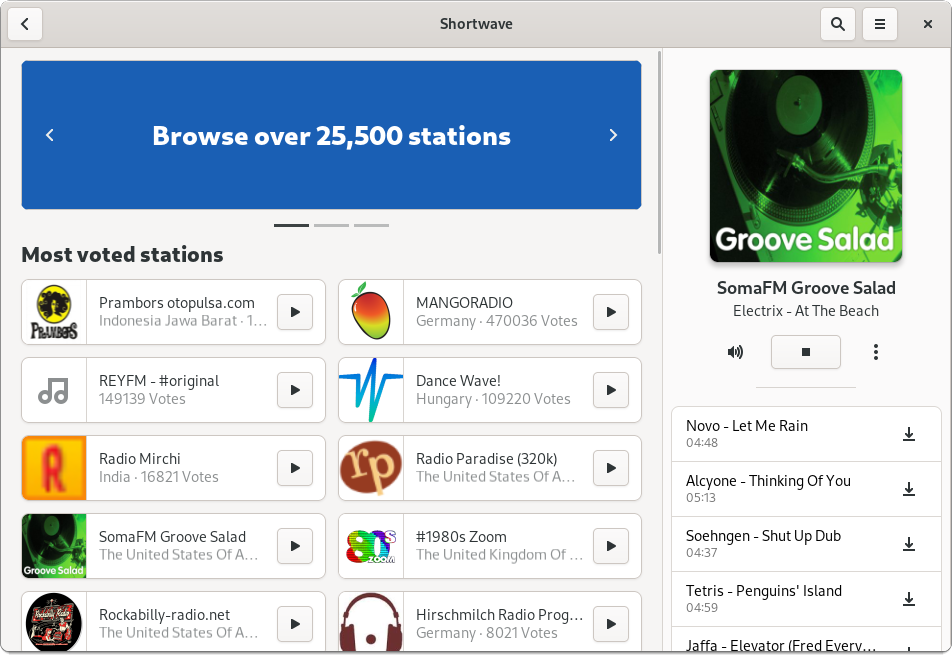 Shortwave
Browse over 25,500 stations
Most voted stations
PRAMBORS
Prambors otopulsa.com
Indonesia Jawa Barat · 1…
MANGORADIO
Germany · 470036 Votes
REYFM - #original
149139 Votes
Dance Wave!
Hungary · 109220 Votes
R
Radio Mirchi
India · 16821 Votes
rp
Radio Paradise (320k)
The United States Of A…
Groove Salad
SomaFM Groove Salad
The United States Of A…
80s
ZOOM
#1980s Zoom
The United Kingdom Of …
Rockabilly Radio
Rockabilly-radio.net
The United States Of A…
Hirschmilch Radio Prog…
Germany · 8021 Votes
Groove Salad
SomaFM Groove Salad
Electrix - At The Beach
Novo - Let Me Rain
04:48
Alcyone - Thinking Of You
05:13
Soehngen - Shut Up Dub
04:37
Tetris - Penguins' Island
04:59
Jaffa - Elevator (Fred Every…